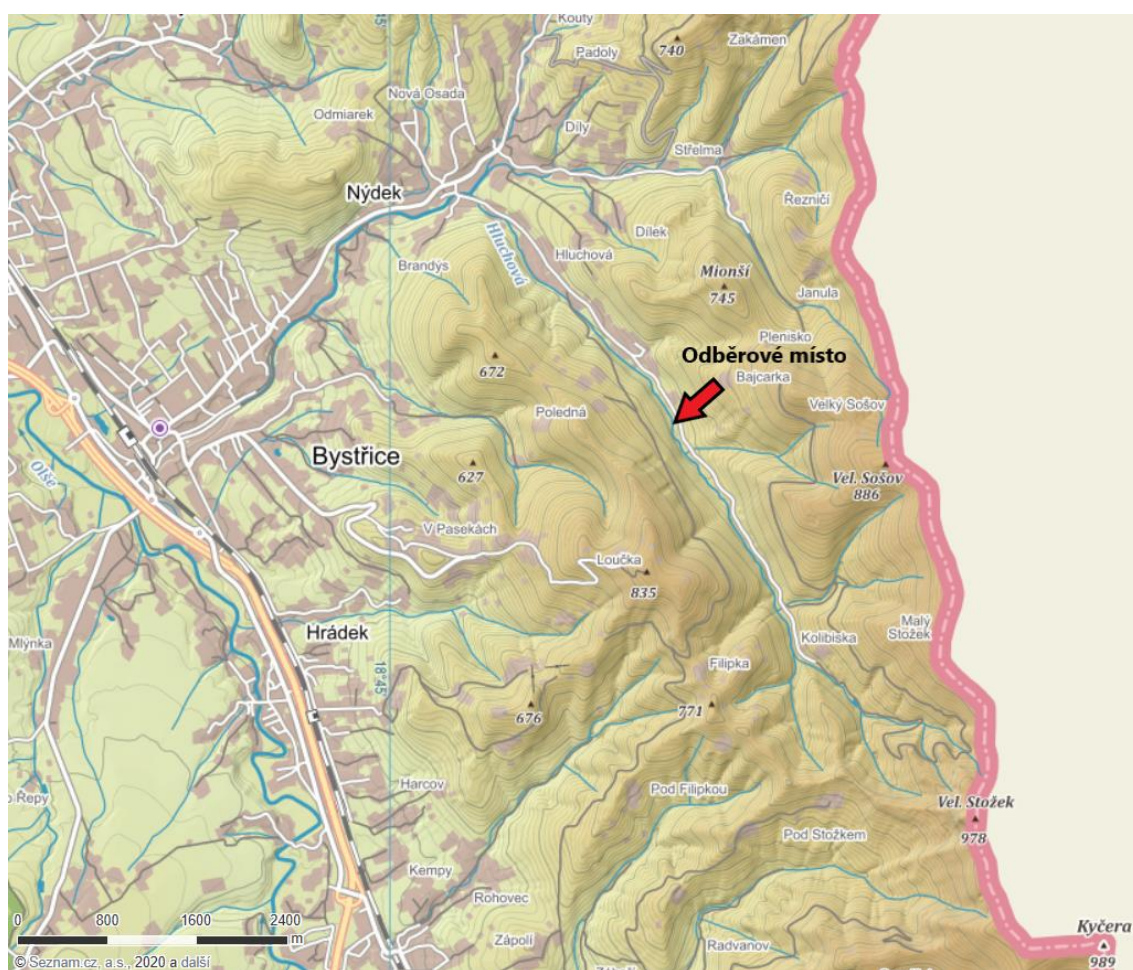 Kouty
740
Zakámen
Padoly
Nová Osada
Odmiarek
Díly
Střelma
Nýdek
Řezničí
Dílek
Hluchová
Hluchová
Brandýs
Mionší
745
Janula
Plenisko
Odběrové místo
672
Bajcarka
Velký Sošov
Poledná
Bystříce
Olše
627
Vel. Sošov
886
V Pasekách
Loučka
835
Malý
Stožek
Mlýnka
Hrádek
Kolibiska
18°45'
Filipka
676
771
Harcov
Pod Filipkou
o Řepy
Vel. Stožek
978
Pod Stožkem
Kempy
Rohovec
0 800 1600 2400
m
Zápolí
Radvanov
Kyčera
989
© Seznam.cz, a.s., 2020 a další